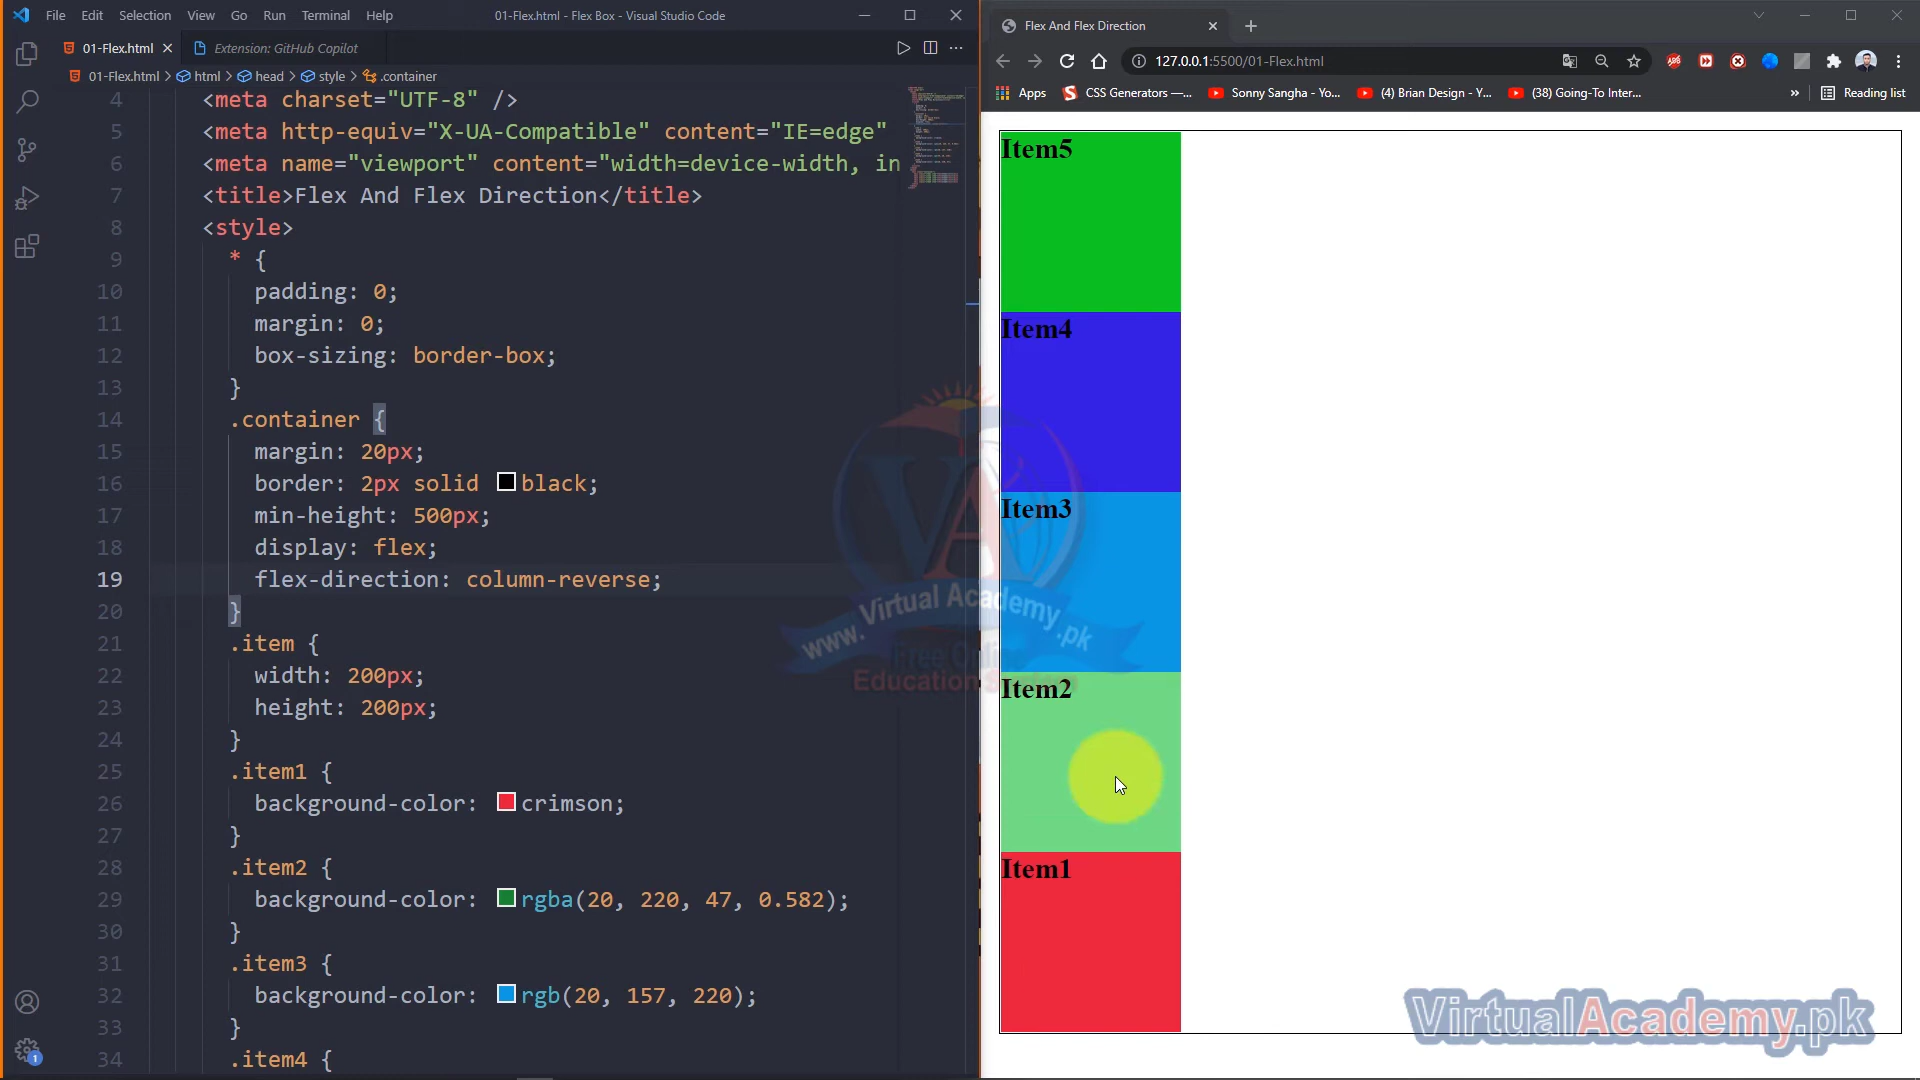 File Edit Selection View Go Run Terminal Help 01-Flex.html - Flex Box - Visual Studio Code
01-Flex.html Extension: GitHub Copilot
01-Flex.html > html > head > style > .container
4 <meta charset="UTF-8" />
5 <meta http-equiv="X-UA-Compatible" content="IE=edge"
6 <meta name="viewport" content="width=device-width, in
7 <title>Flex And Flex Direction</title>
8 <style>
9 * {
10 padding: 0;
11 margin: 0;
12 box-sizing: border-box;
13 }
14 .container {
15 margin: 20px;
16 border: 2px solid black;
17 min-height: 500px;
18 display: flex;
19 flex-direction: column-reverse;
20 }
21 .item {
22 width: 200px;
23 height: 200px;
24 }
25 .item1 {
26 background-color: crimson;
27 }
28 .item2 {
29 background-color: rgba(20, 220, 47, 0.582);
30 }
31 .item3 {
32 background-color: rgb(20, 157, 220);
33 }
34 .item4 {
1
Flex And Flex Direction
127.0.0.1:5500/01-Flex.html
Apps CSS Generators —... Sonny Sangha - Yo... (4) Brian Design - Y... (38) Going-To Inter... » Reading list
Item5
Item4
Item3
Item2
Item1
VA
www.VirtualAcademy.pk
Free Onli
Education
VirtualAcademy.pk